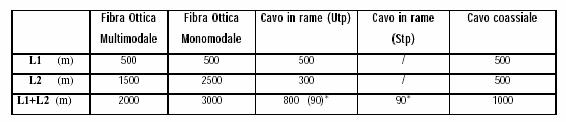 Fibra Ottica Multimodale Fibra Ottica Monomodale Cavo in rame (Utp) Cavo in rame (Stp) Cavo coassiale
L1 (m) 500 500 500 / 500
L2 (m) 1500 2500 300 / 500
L1+L2 (m) 2000 3000 800 (90)* 90* 1000